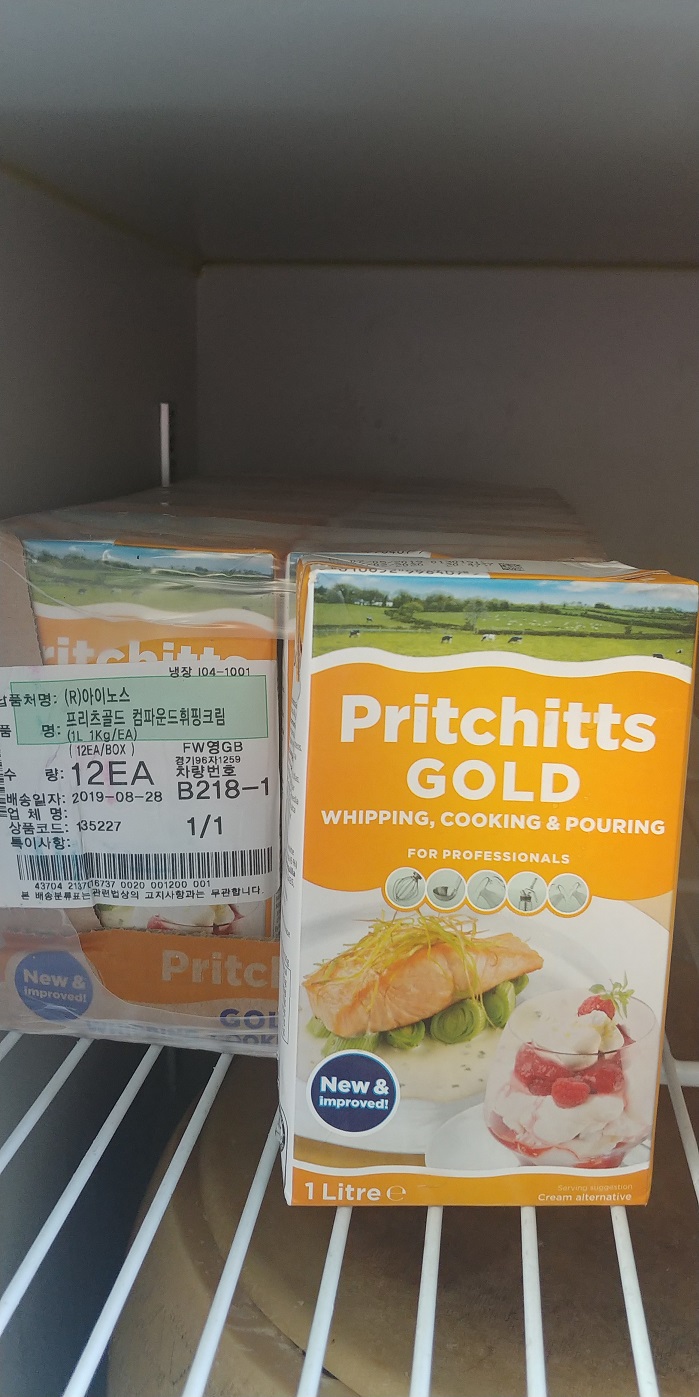 냉장 I04-1001
납품처명: (R)아이노스
프리츠골드 컴파운드휘핑크림
품 명: (1L 1Kg/EA)
(12EA/BOX)
FW영GB
경기96자1259
수 량: 12EA
차량번호
배송일자: 2019-08-28
B218-1
업 체 명:
상품코드: 135227
1/1
특이사항:
본 배송분류표는 관련법상의 고지사항과는 무관합니다.
New &
improved!
Pritchitts
GOLD
WHIPPING, COOKING & POURING
FOR PROFESSIONALS
New &
improved!
1 Litre e
Serving suggestion
Cream alternative